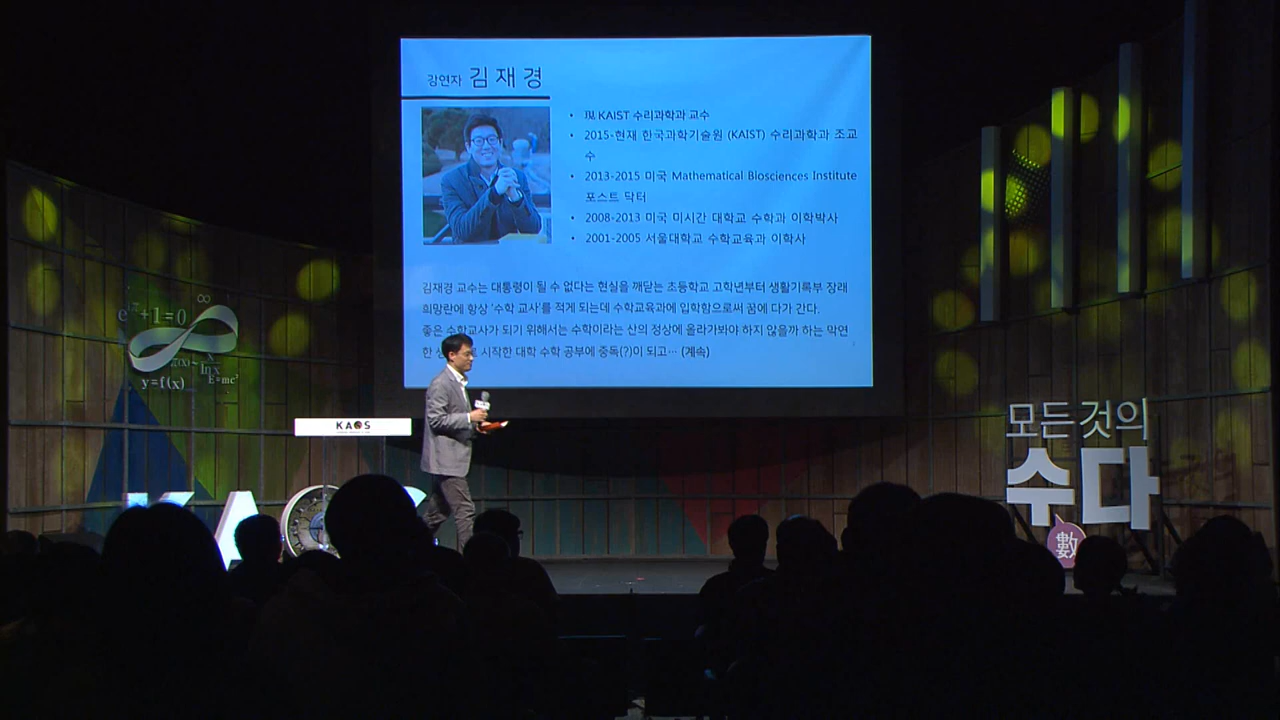 강연자 김 재 경
• 現 KAIST 수리과학과 교수
• 2015-현재 한국과학기술원 (KAIST) 수리과학과 조교
수
• 2013-2015 미국 Mathematical Biosciences Institute
포스트 닥터
• 2008-2013 미국 미시간 대학교 수학과 이학박사
• 2001-2005 서울대학교 수학교육과 이학사
김재경 교수는 대통령이 될 수 없다는 현실을 깨닫는 초등학교 고학년부터 생활기록부 장래
희망란에 항상 '수학 교사'를 적게 되는데 수학교육과에 입학함으로써 꿈에 다가 간다.
좋은 수학교사가 되기 위해서는 수학이라는 산의 정상에 올라가봐야 하지 않을까 하는 막연
한 시작한 대학 수학 공부에 중독(?)이 되고… (계속)
∞
e^iπ+1=0
y=f(x)
E=mc²
KAOS
KAO
모든것의
수다
數